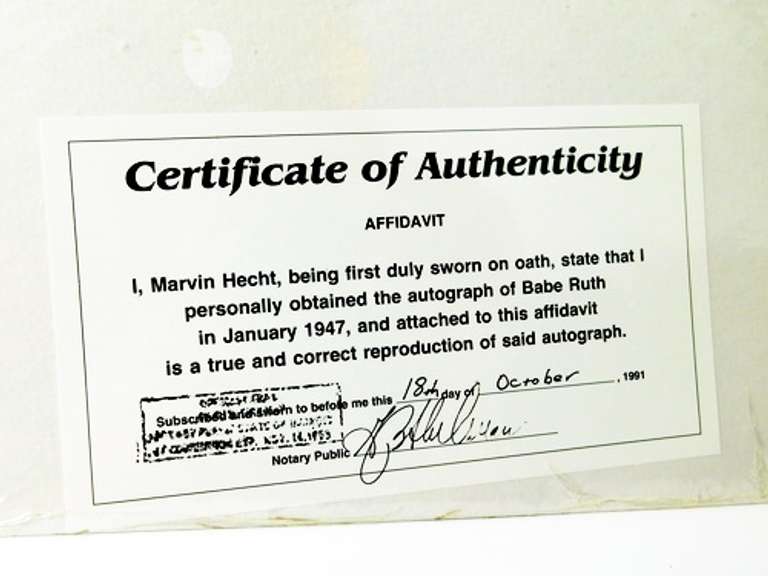 Certificate of Authenticity
AFFIDAVIT
I, Marvin Hecht, being first duly sworn on oath, state that I
personally obtained the autograph of Babe Ruth
in January 1947, and attached to this affidavit
is a true and correct reproduction of said autograph.
Subscribed and sworn to before me this 18th day of October, 1991
Notary Public